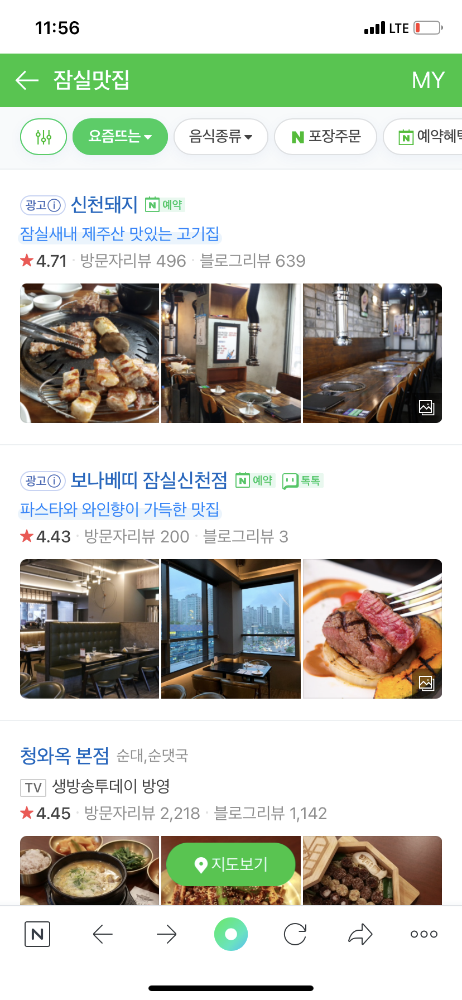 11:56 LTE
잠실맛집 MY
요즘뜨는 음식종류 N 포장주문 N 예약혜택
광고 신천돼지 N 예약
잠실새내 제주산 맛있는 고기집
4.71 · 방문자리뷰 496 · 블로그리뷰 639
광고 보나베띠 잠실신천점 N 예약 톡톡
파스타와 와인향이 가득한 맛집
4.43 · 방문자리뷰 200 · 블로그리뷰 3
청와옥 본점 순대,순댓국
TV 생방송투데이 방영
4.45 · 방문자리뷰 2,218 · 블로그리뷰 1,142
지도보기
N